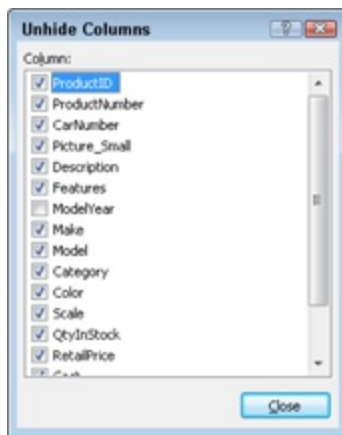 Unhide Columns
Column:
ProductID
ProductNumber
CarNumber
Picture_Small
Description
Features
ModelYear
Make
Model
Category
Color
Scale
QtyInStock
RetailPrice
Close